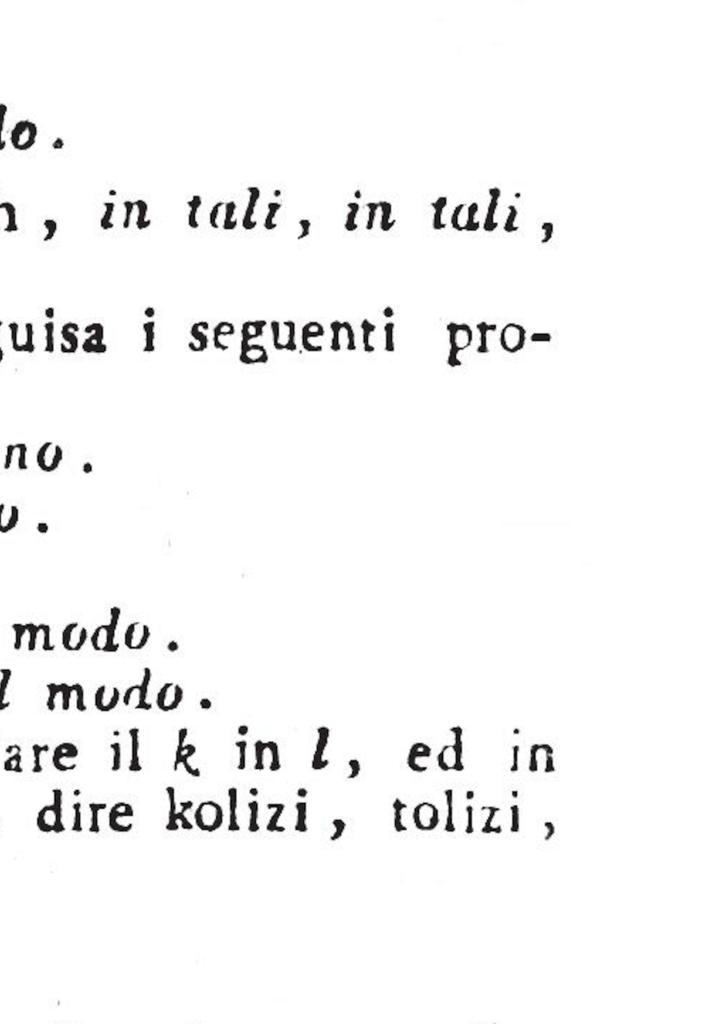 lo.
n, in tali, in tali,
guisa i seguenti pro-
no.
o.
modo.
l modo.
are il k in l, ed in
dire kolizi, tolizi,